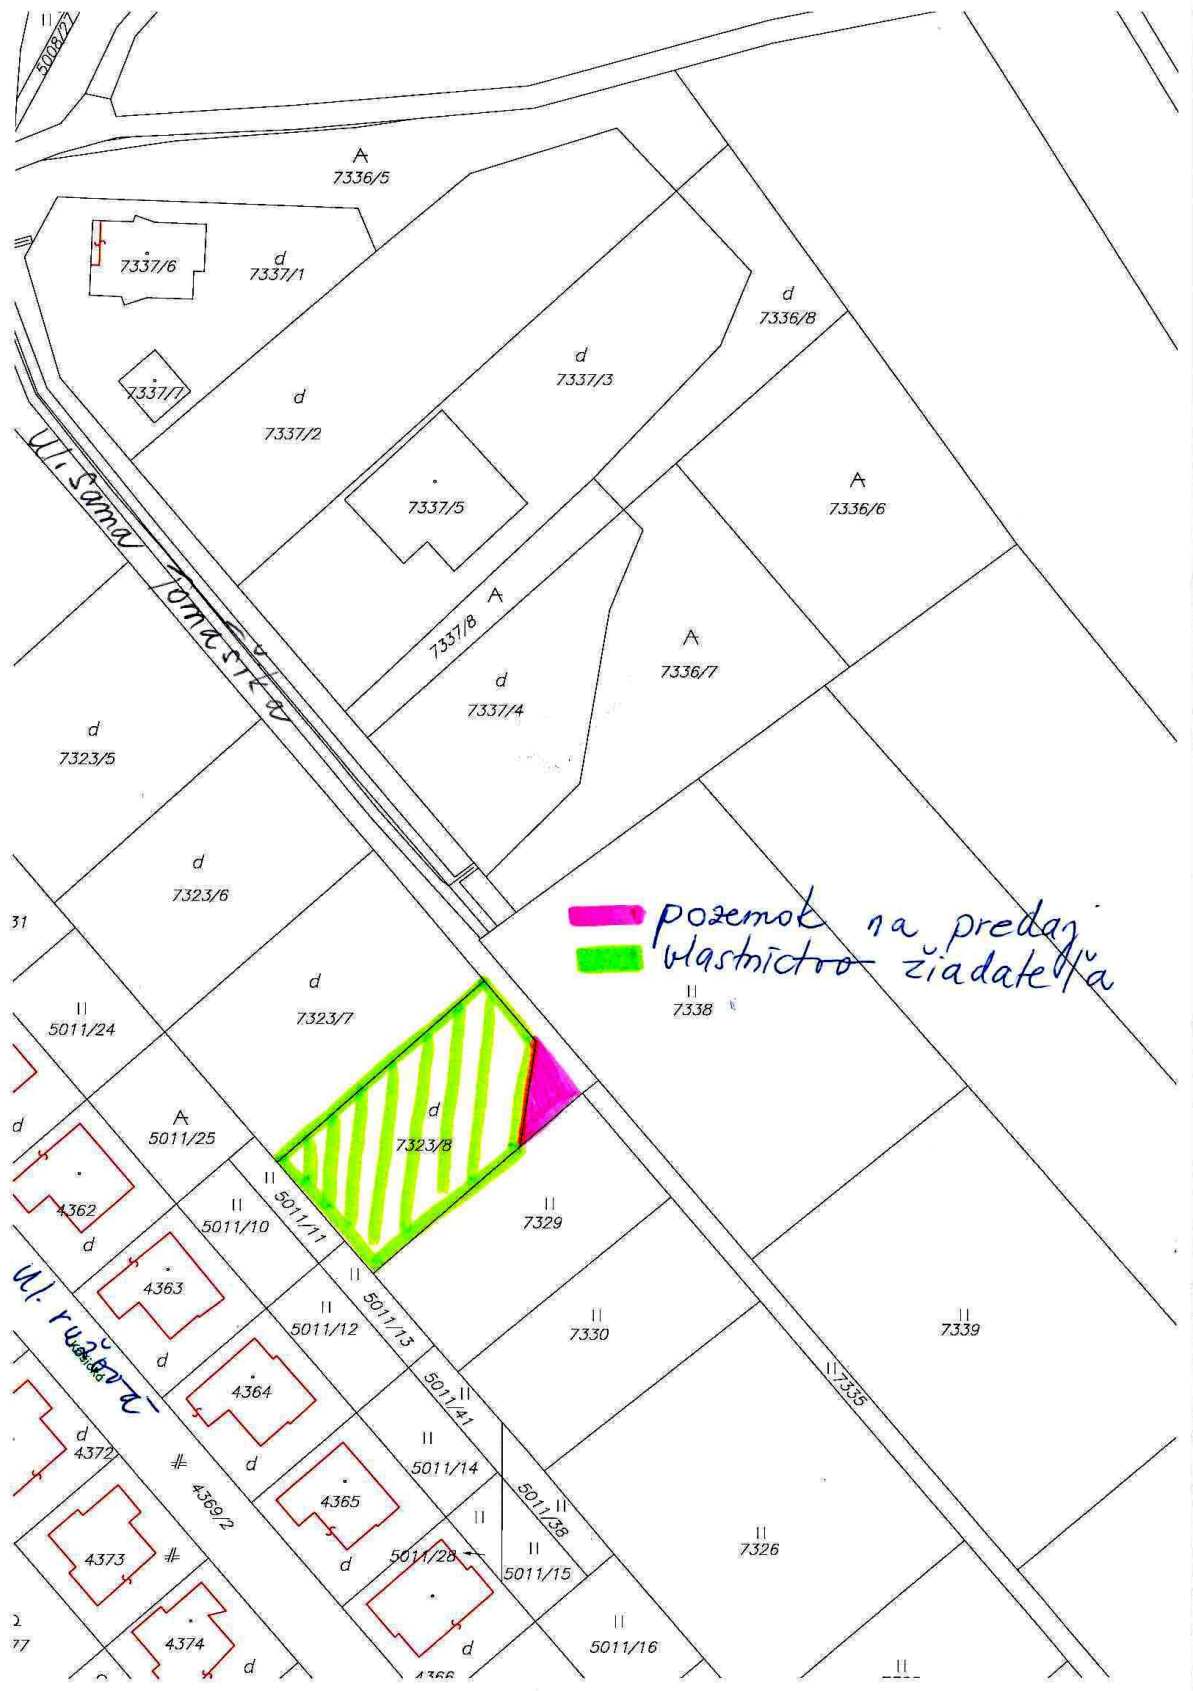 II
5008/27
A
7336/5
7337/6
d
7337/1
d
7336/8
d
7337/3
7337/7
d
7337/2
7337/5
A
7336/6
Ul. Sama Tomášika
A
7337/8
A
7336/7
d
7337/4
d
7323/5
d
7323/6
31
pozemok na predaj
vlastníctvo žiadateľa
d
7323/7
II
7338
II
5011/24
d
A
5011/25
d
7323/8
4362
d
II
5011/10
II
5011/11
II
7329
4363
d
II
5011/12
II
5011/13
II
7330
II
7339
Ul. ružová
4364
d
II
5011/41
II
7335
d
4372
4369/2
II
5011/14
4365
d
II
5011/38
4373
II
5011/28
II
5011/15
II
7326
77
4374
d
d
4366
II
5011/16
II